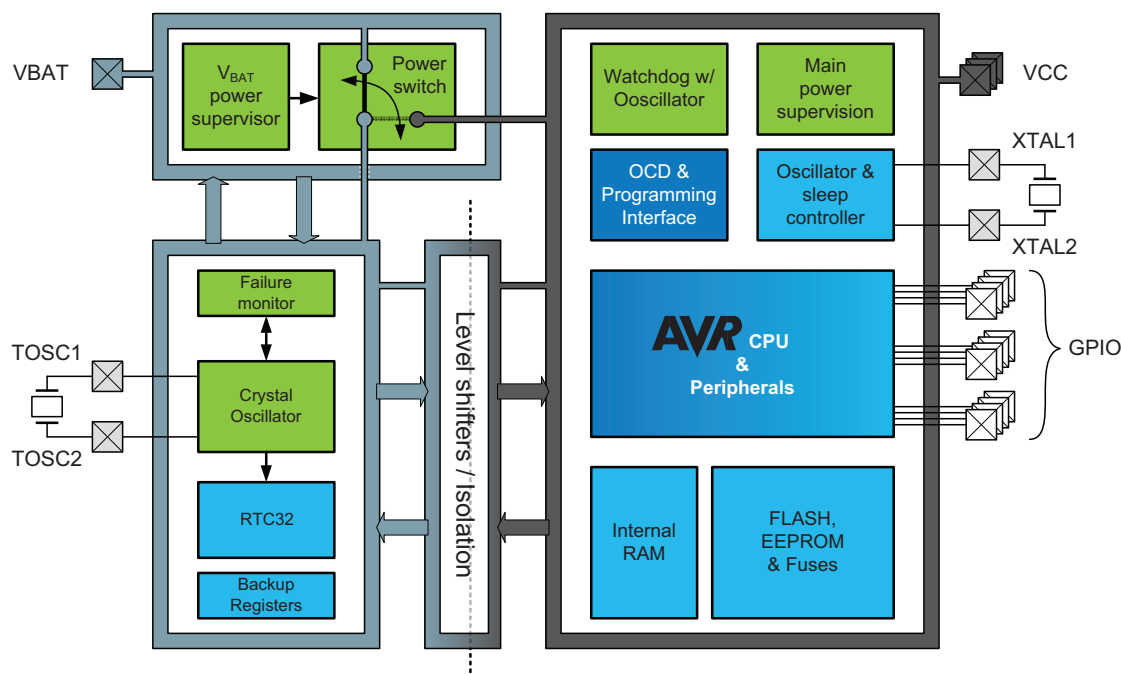 VBAT
VBAT
power
supervisor
Power
switch
Watchdog w/
Ooscillator
Main
power
supervision
VCC
OCD &
Programming
Interface
Oscillator &
sleep
controller
XTAL1
XTAL2
Failure
monitor
TOSC1
Crystal
Oscillator
TOSC2
RTC32
Backup
Registers
Level shifters / Isolation
AVR CPU
&
Peripherals
GPIO
Internal
RAM
FLASH,
EEPROM
& Fuses